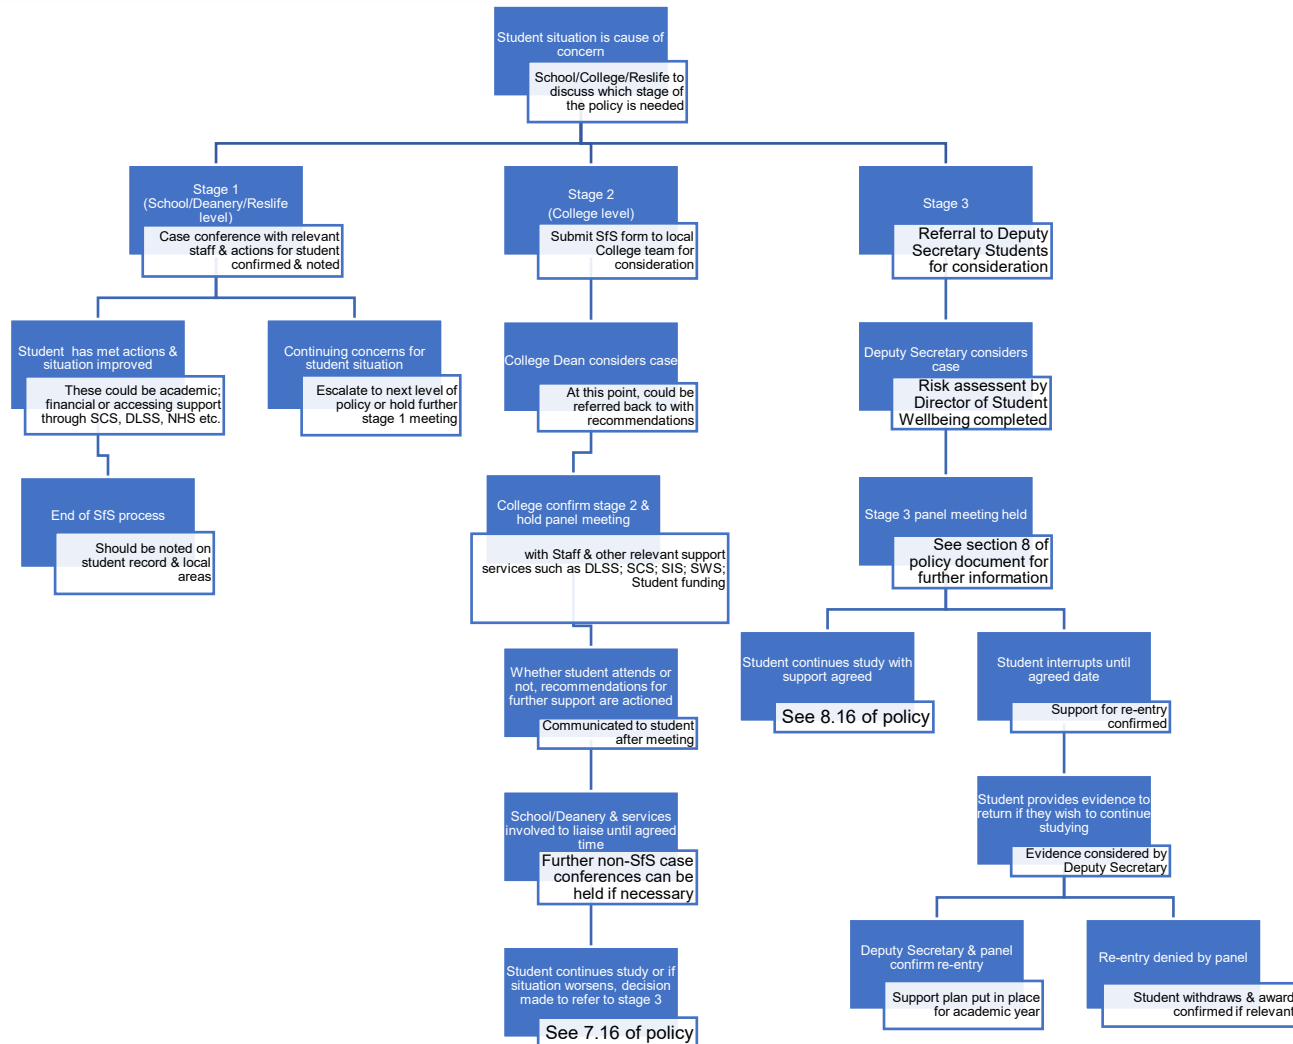 Student situation is cause of
concern
School/College/Reslife to
discuss which stage of
the policy is needed
Stage 1
(School/Deanery/Reslife
level)
Case conference with relevant
staff & actions for student
confirmed & noted
Stage 2
(College level)
Submit SfS form to local
College team for
consideration
Stage 3
Referral to Deputy
Secretary Students
for consideration
Student has met actions &
situation improved
These could be academic;
financial or accessing support
through SCS, DLSS, NHS etc.
Continuing concerns for
student situation
Escalate to next level of
policy or hold further
stage 1 meeting
College Dean considers case
At this point, could be
referred back to with
recommendations
Deputy Secretary considers
case
Risk assessent by
Director of Student
Wellbeing completed
End of SfS process
Should be noted on
student record & local
areas
College confirm stage 2 &
hold panel meeting
with Staff & other relevant support
services such as DLSS; SCS; SIS; SWS;
Student funding
Stage 3 panel meeting held
See section 8 of
policy document for
further information
Whether student attends or
not, recommendations for
further support are actioned
Communicated to student
after meeting
Student continues study with
support agreed
See 8.16 of policy
Student interrupts until
agreed date
Support for re-entry
confirmed
School/Deanery & services
involved to liaise until agreed
time
Further non-SfS case
conferences can be
held if necessary
Student provides evidence to
return if they wish to continue
studying
Evidence considered by
Deputy Secretary
Student continues study or if
situation worsens, decision
made to refer to stage 3
See 7.16 of policy
Deputy Secretary & panel
confirm re-entry
Support plan put in place
for academic year
Re-entry denied by panel
Student withdraws & award
confirmed if relevant